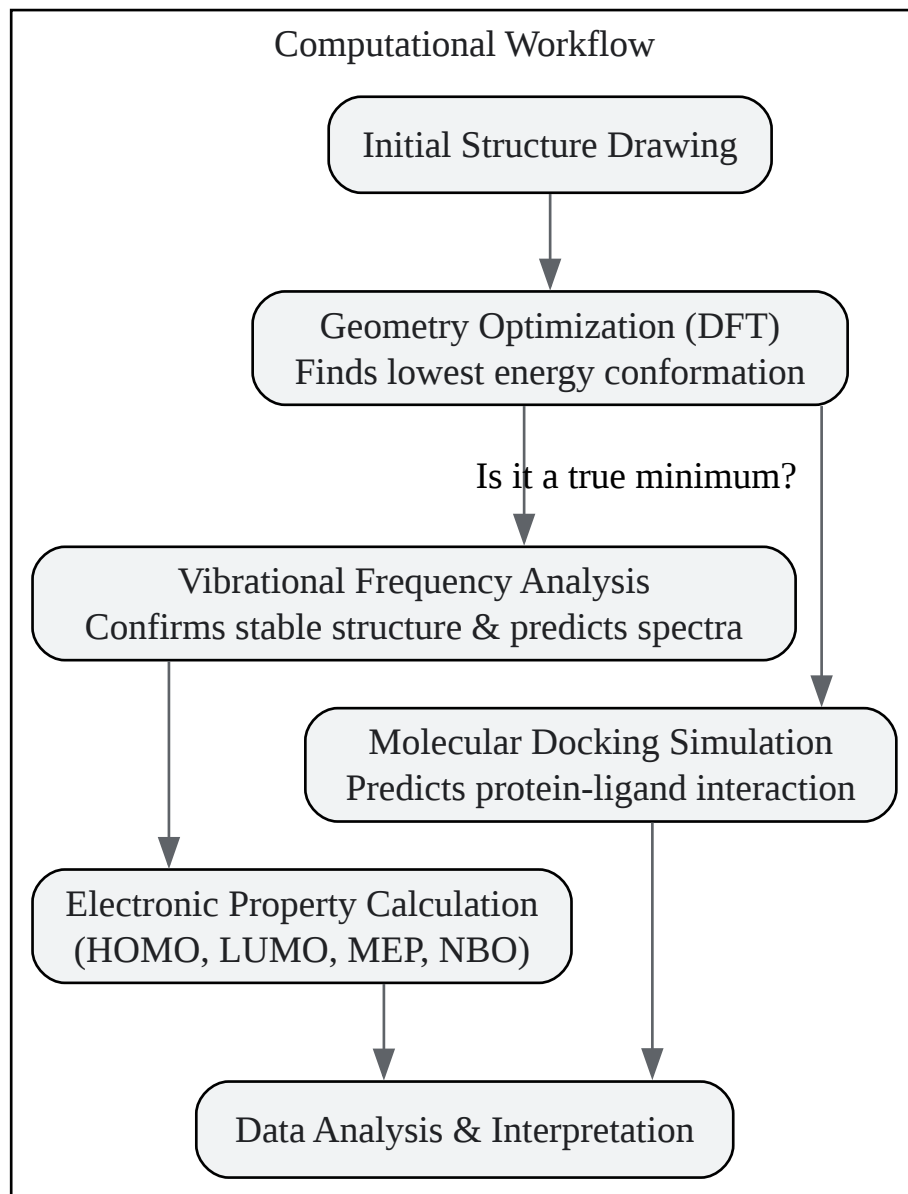 Computational Workflow
Initial Structure Drawing
Geometry Optimization (DFT)
Finds lowest energy conformation
Is it a true minimum?
Vibrational Frequency Analysis
Confirms stable structure & predicts spectra
Molecular Docking Simulation
Predicts protein-ligand interaction
Electronic Property Calculation
(HOMO, LUMO, MEP, NBO)
Data Analysis & Interpretation